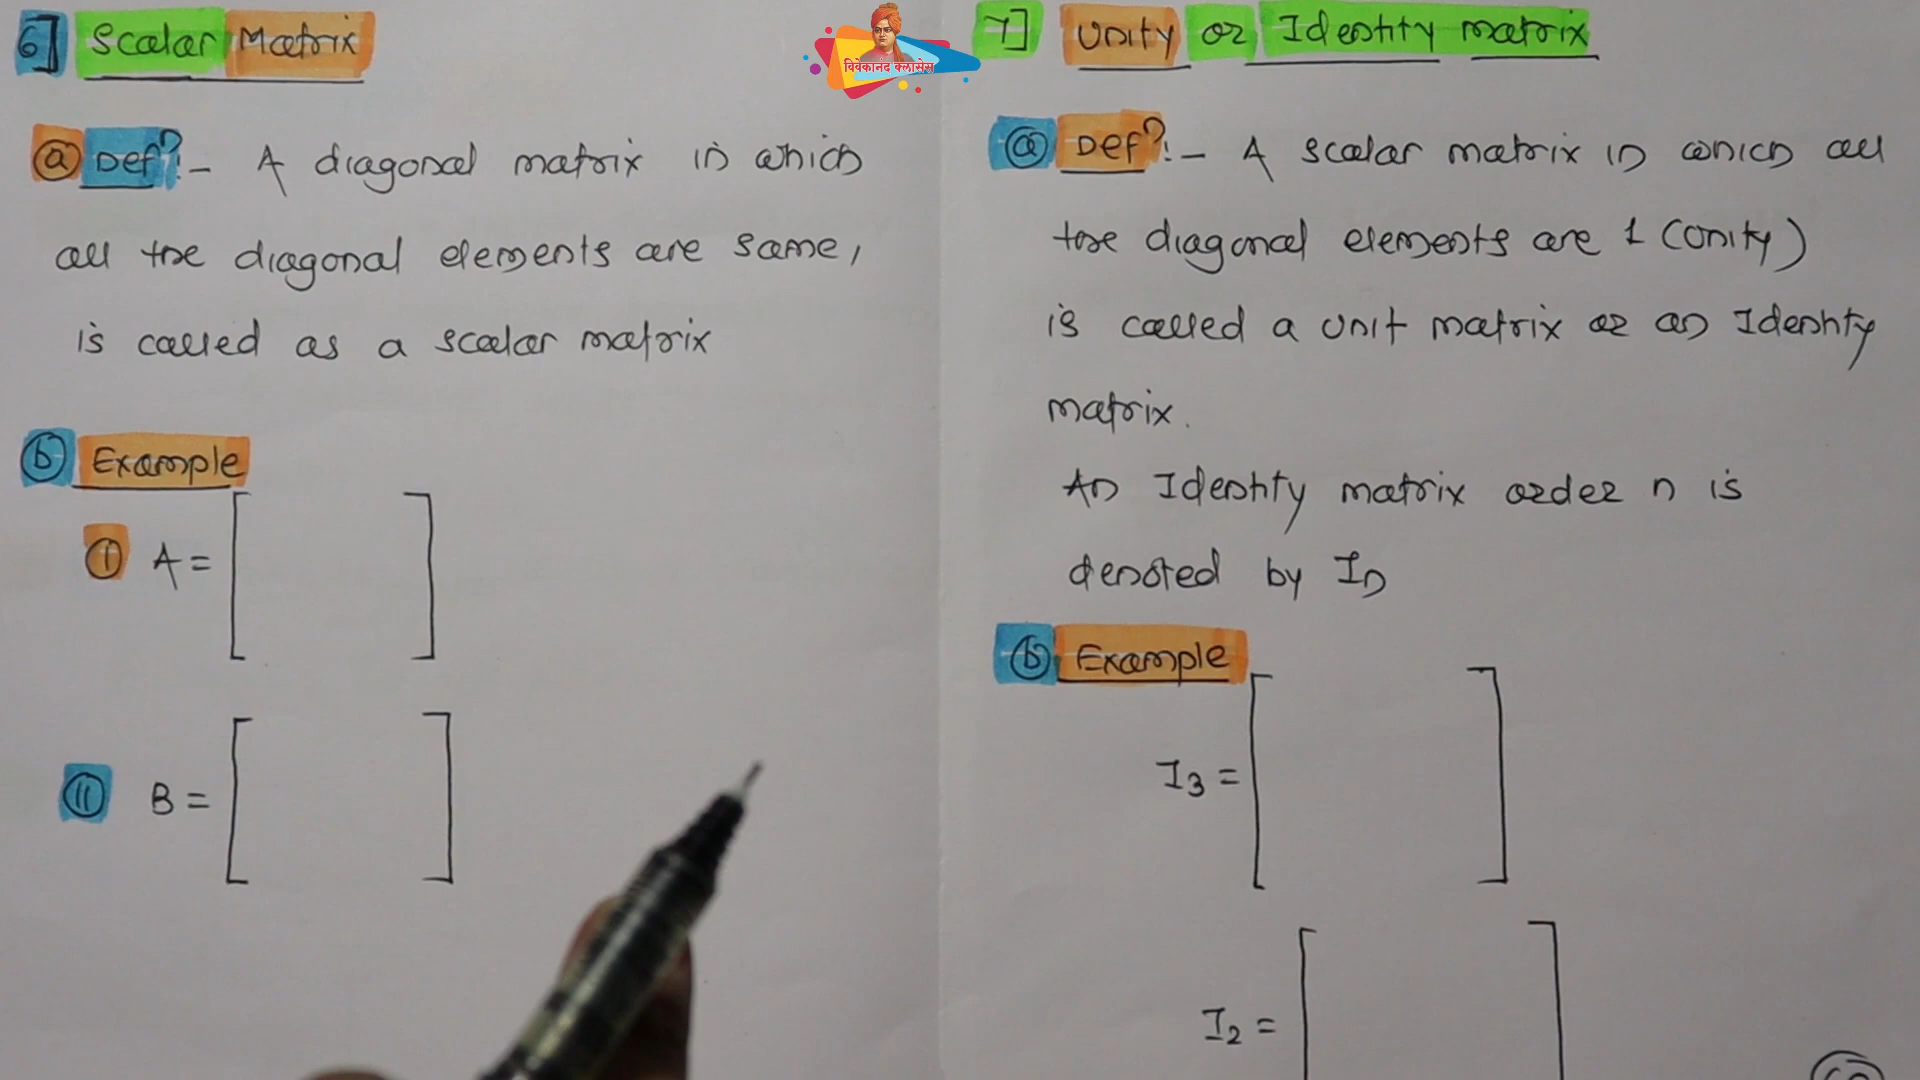 6] Scalar Matrix
ⓐ Defⁿ:- A diagonal matrix in which
all the diagonal elements are same,
is called as a scalar matrix
ⓑ Example
ⓘ A = [ ]
ⓘⓘ B = [ ]
विवेकानंद क्लासेस
7] Unity or Identity matrix
ⓐ Defⁿ:- A scalar matrix in which all
the diagonal elements are 1 (unity)
is called a unit matrix or an Identity
matrix.
An Identity matrix order n is
denoted by In
ⓑ Example
I3 = [ ]
I2 = [ ]